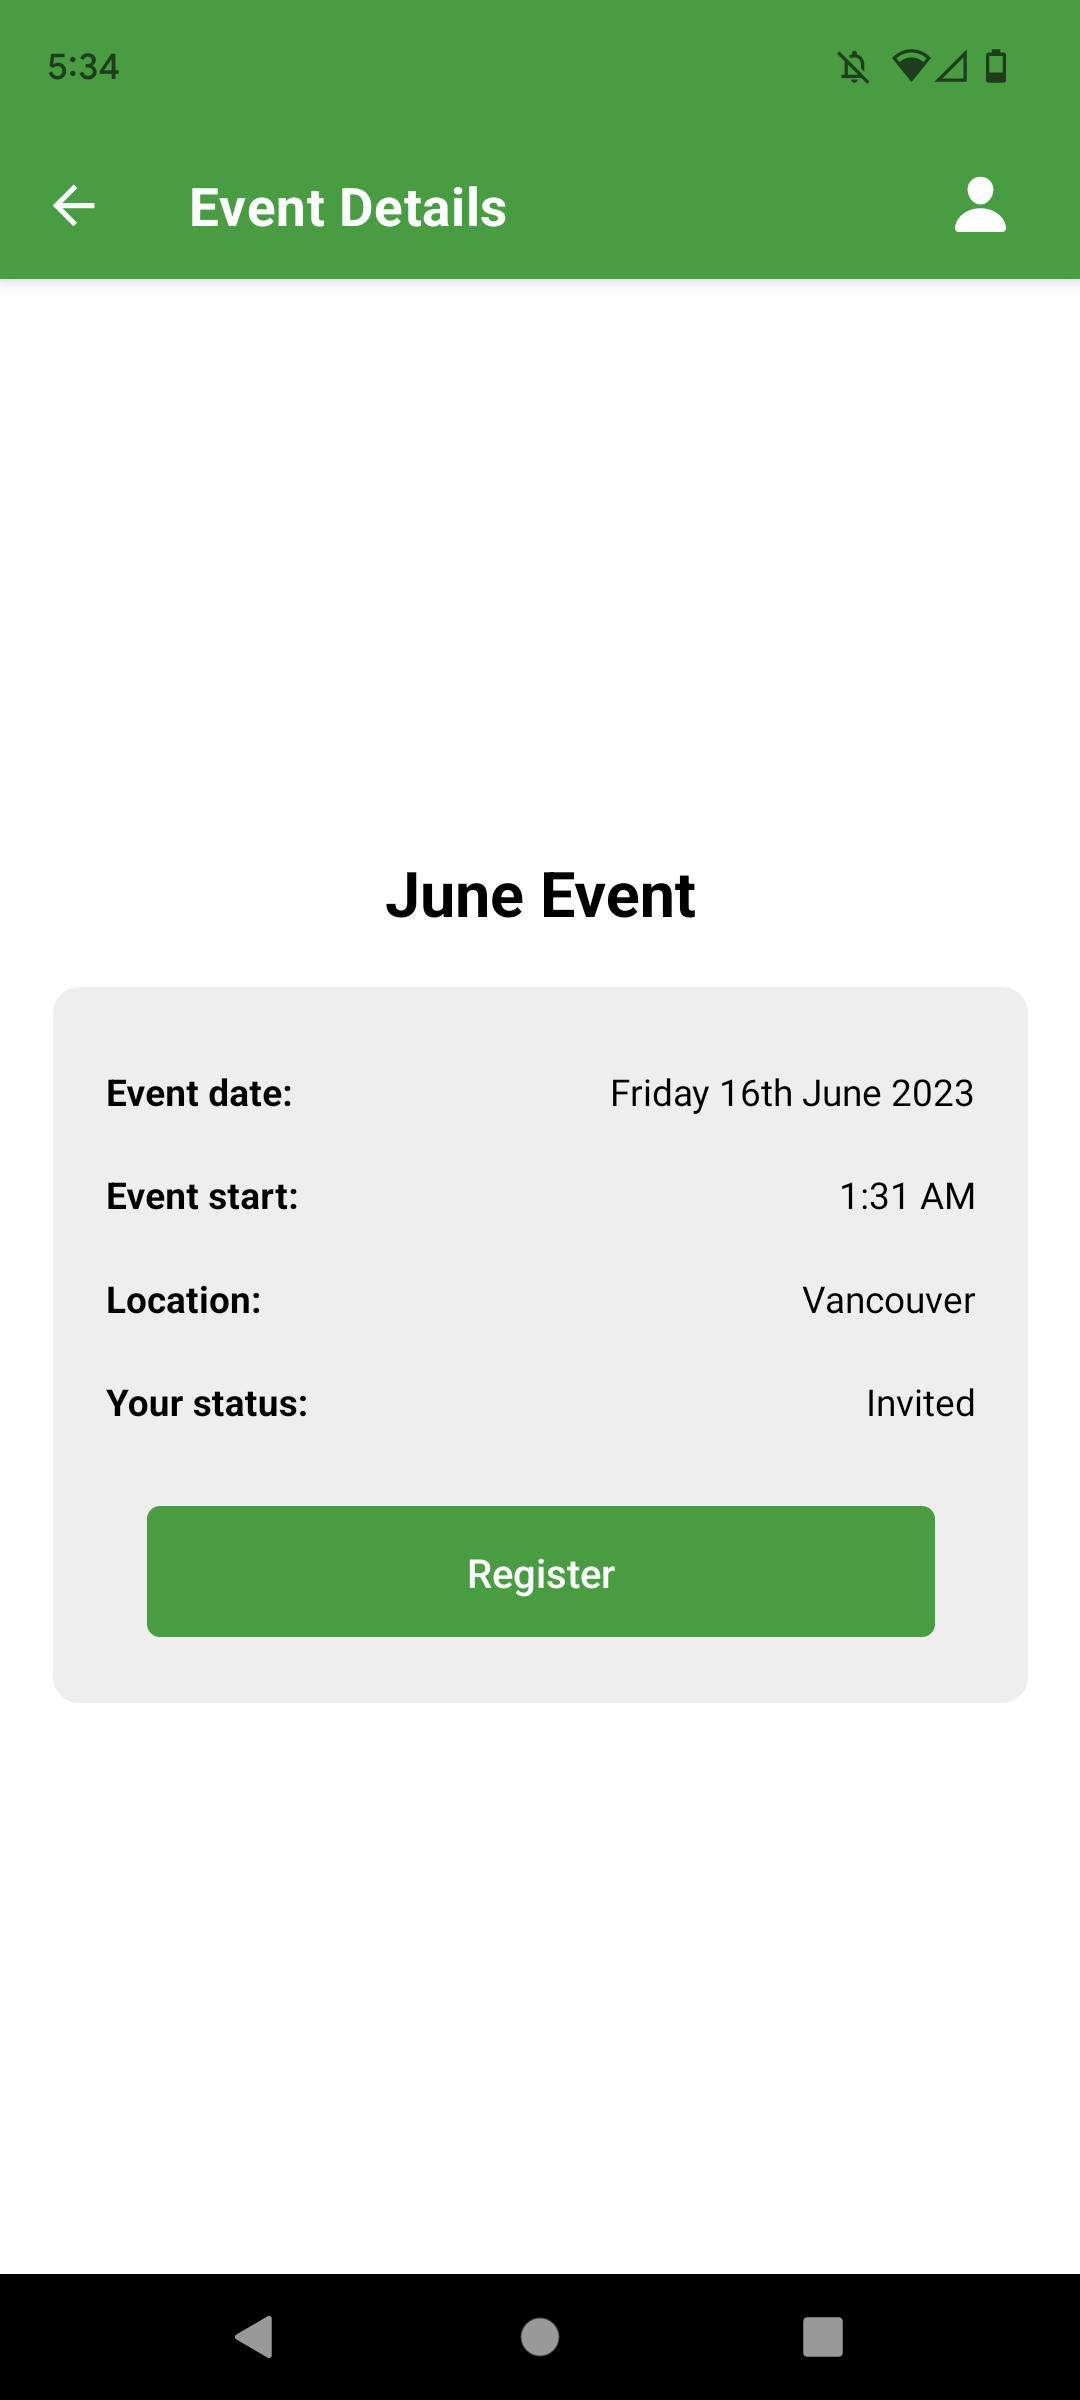 5:34
Event Details
June Event
Event date: Friday 16th June 2023
Event start: 1:31 AM
Location: Vancouver
Your status: Invited
Register